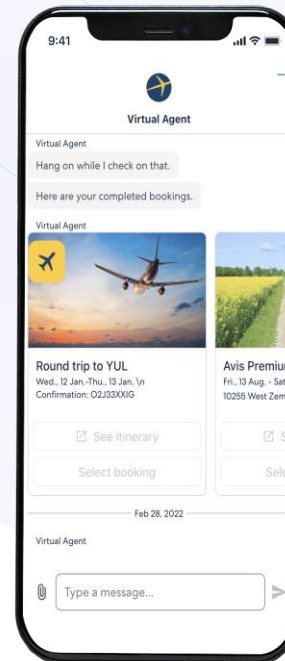 9:41
Virtual Agent
Virtual Agent
Hang on while I check on that.
Here are your completed bookings.
Virtual Agent
Round trip to YUL
Wed., 12 Jan.-Thu., 13 Jan. \n
Confirmation: O2J33XXIG
See itinerary
Select booking
Avis Premiu
Fri., 13 Aug. - Sat
10255 West Zem
S
Sele
Feb 28, 2022
Virtual Agent
Type a message...